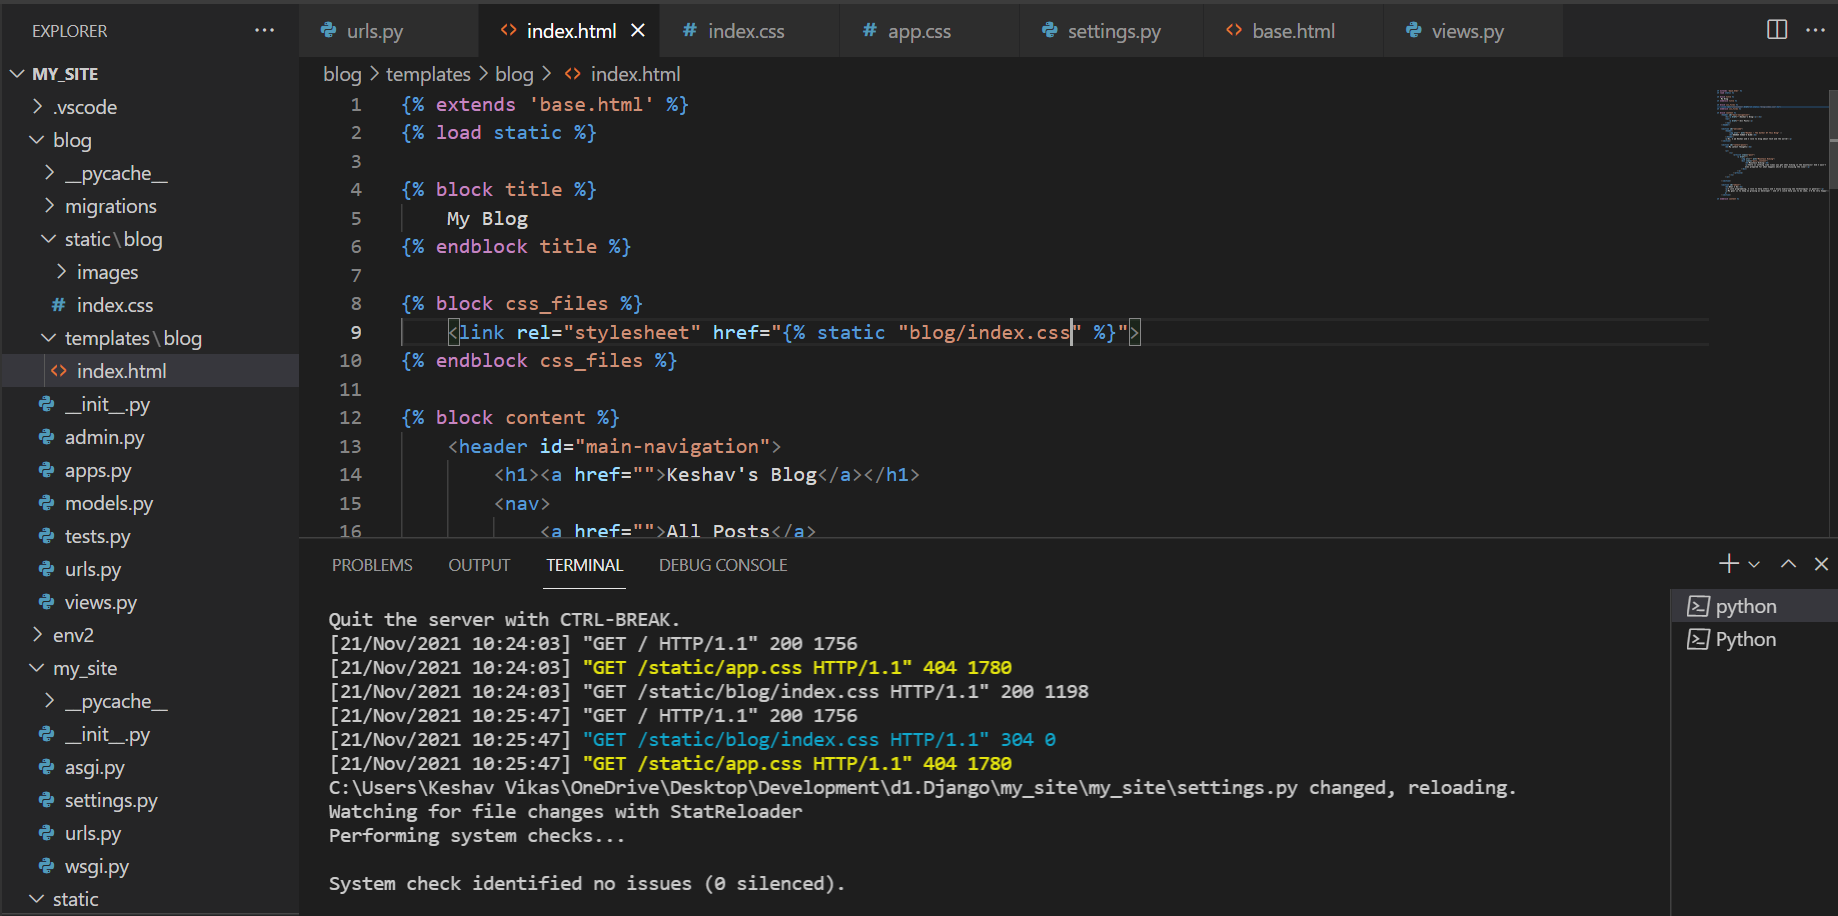 EXPLORER ···
urls.py index.html index.css app.css settings.py base.html views.py
MY_SITE
.vscode
blog
__pycache__
migrations
static\blog
images
index.css
templates\blog
index.html
__init__.py
admin.py
apps.py
models.py
tests.py
urls.py
views.py
env2
my_site
__pycache__
__init__.py
asgi.py
settings.py
urls.py
wsgi.py
static
blog > templates > blog > index.html
1 {% extends 'base.html' %}
2 {% load static %}
3
4 {% block title %}
5 My Blog
6 {% endblock title %}
7
8 {% block css_files %}
9 <link rel="stylesheet" href="{% static "blog/index.css" %}">
10 {% endblock css_files %}
11
12 {% block content %}
13 <header id="main-navigation">
14 <h1><a href="">Keshav's Blog</a></h1>
15 <nav>
16 <a href="">All Posts</a>
PROBLEMS OUTPUT TERMINAL DEBUG CONSOLE
Quit the server with CTRL-BREAK.
[21/Nov/2021 10:24:03] "GET / HTTP/1.1" 200 1756
[21/Nov/2021 10:24:03] "GET /static/app.css HTTP/1.1" 404 1780
[21/Nov/2021 10:24:03] "GET /static/blog/index.css HTTP/1.1" 200 1198
[21/Nov/2021 10:25:47] "GET / HTTP/1.1" 200 1756
[21/Nov/2021 10:25:47] "GET /static/blog/index.css HTTP/1.1" 304 0
[21/Nov/2021 10:25:47] "GET /static/app.css HTTP/1.1" 404 1780
C:\Users\Keshav Vikas\OneDrive\Desktop\Development\d1.Django\my_site\my_site\settings.py changed, reloading.
Watching for file changes with StatReloader
Performing system checks...
System check identified no issues (0 silenced).
python
Python